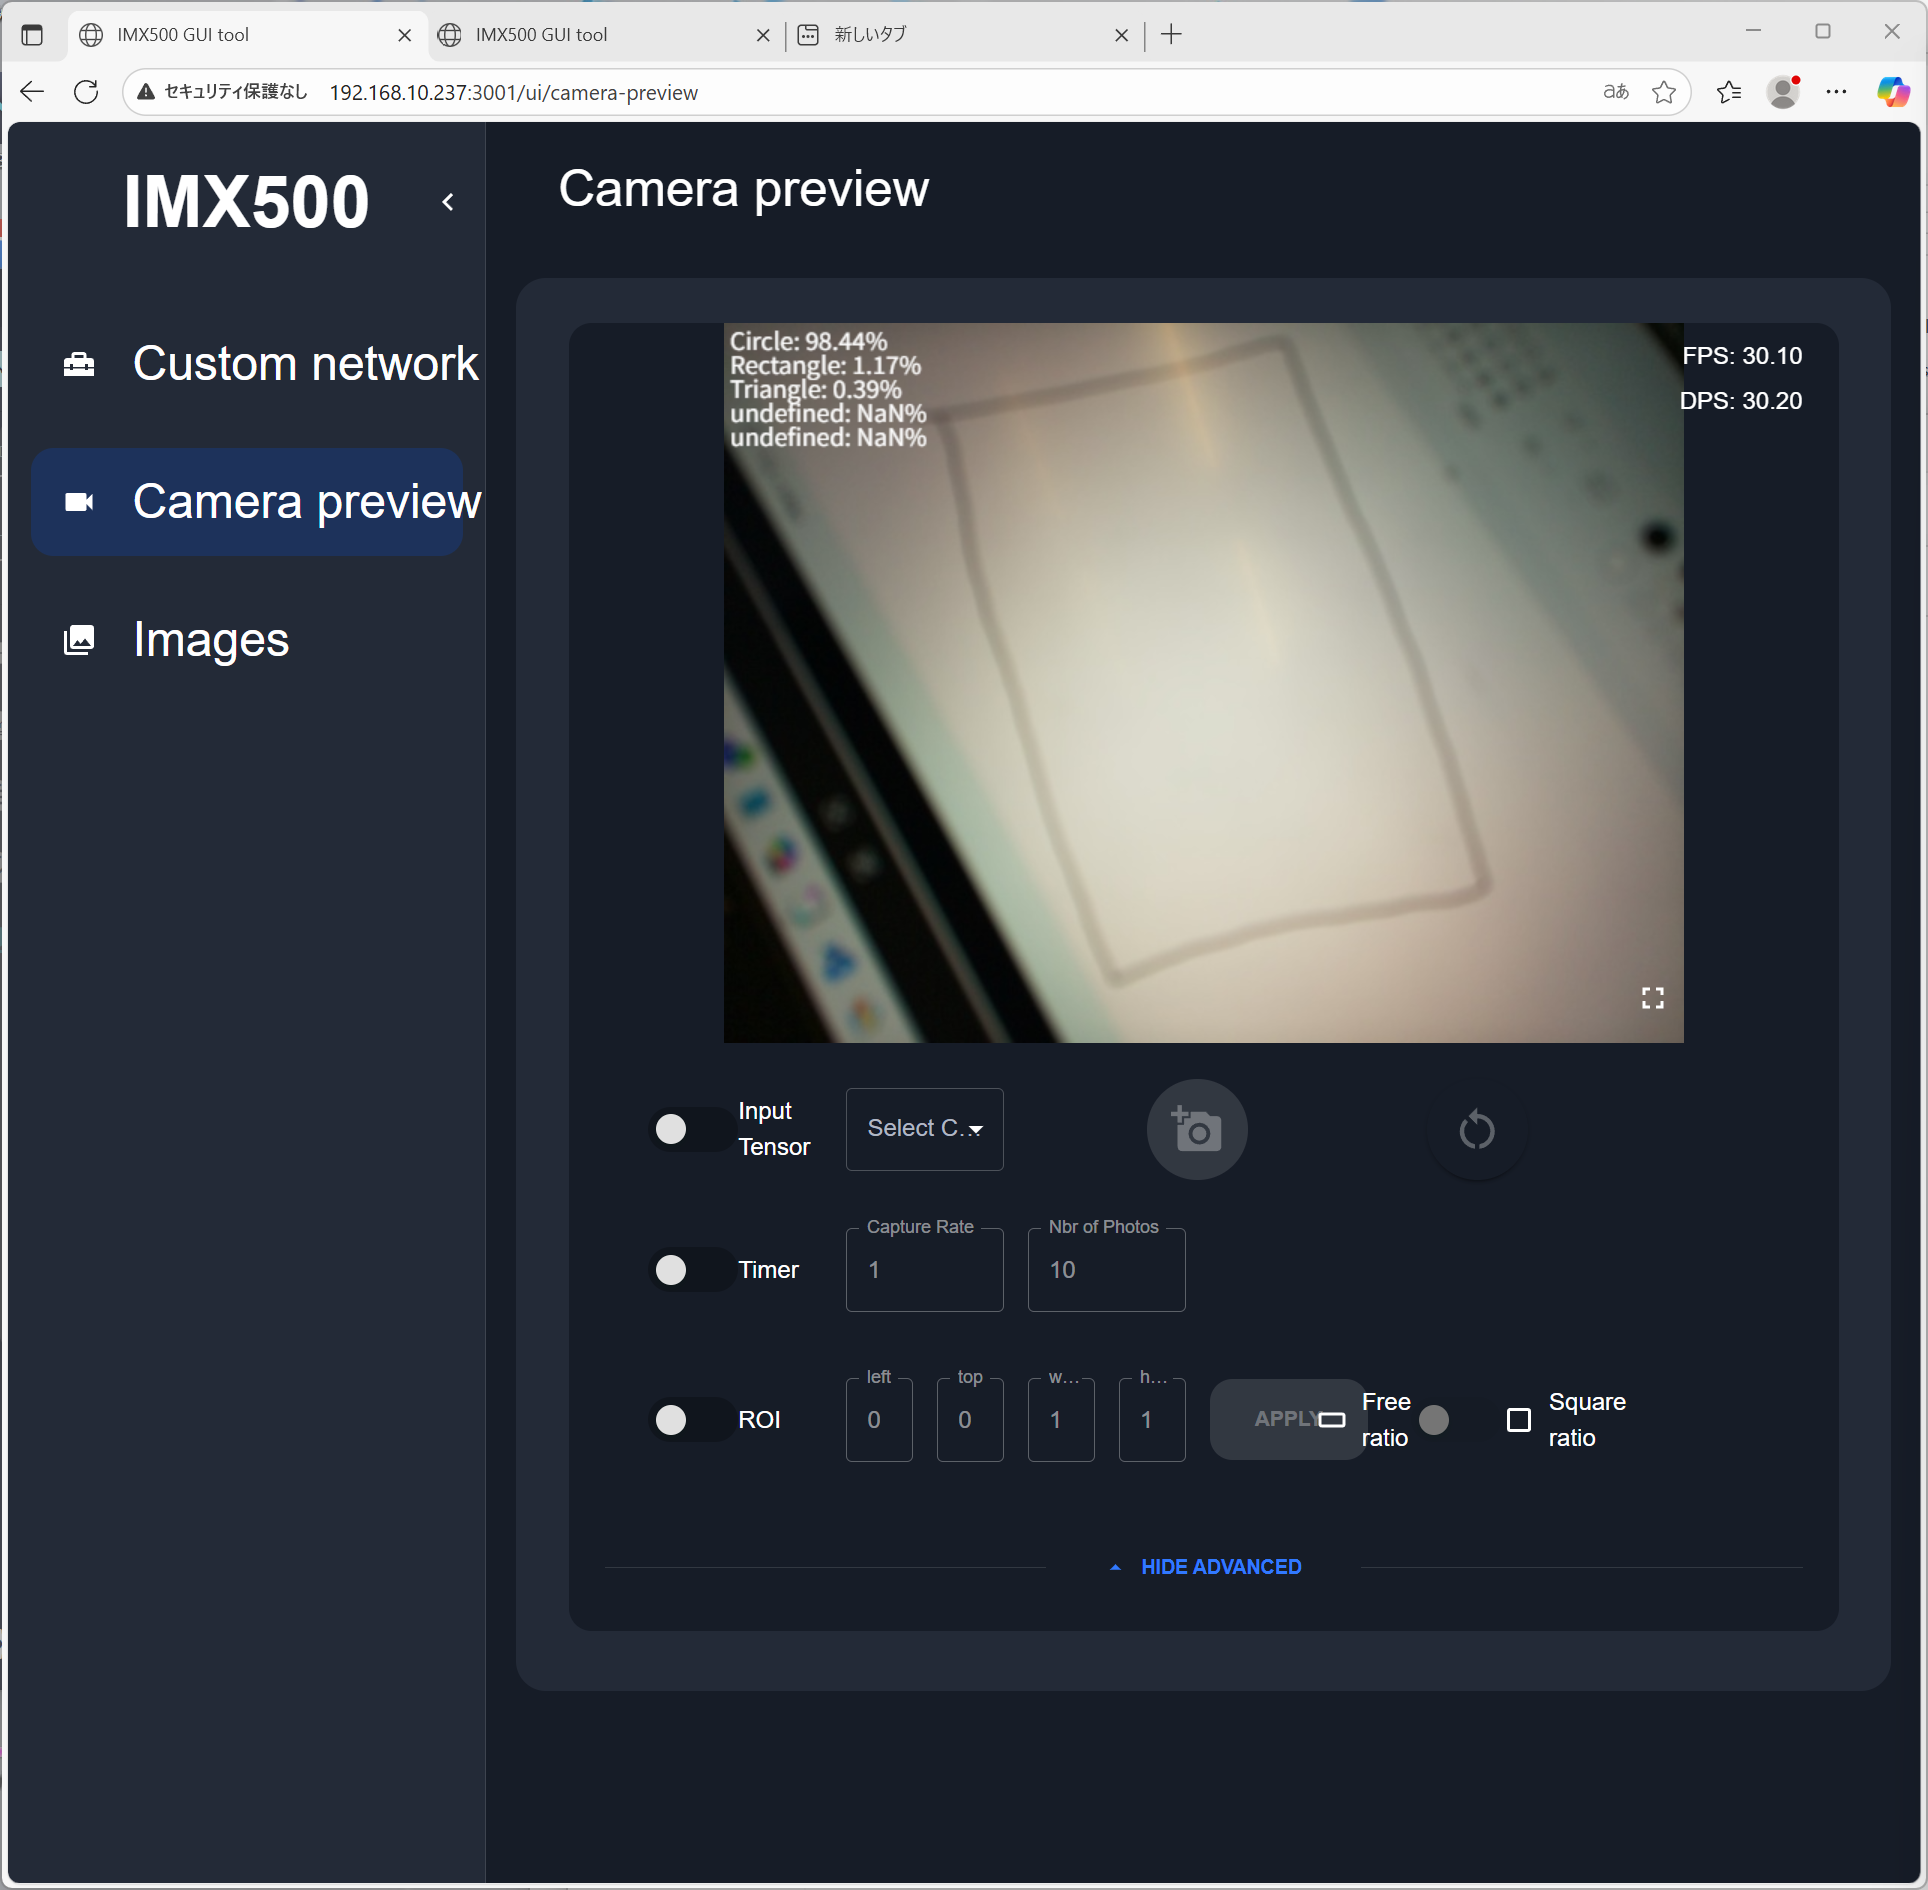 IMX500 GUI tool
IMX500 GUI tool
新しいタブ
セキュリティ保護なし
192.168.10.237:3001/ui/camera-preview
aあ
IMX500
Custom network
Camera preview
Images
Camera preview
Circle: 98.44%
Rectangle: 1.17%
Triangle: 0.39%
undefined: NaN%
undefined: NaN%
FPS: 30.10
DPS: 30.20
Input
Tensor
Select C...
Timer
Capture Rate
1
Nbr of Photos
10
ROI
left
0
top
0
w...
1
h...
1
APPLY
Free
ratio
Square
ratio
HIDE ADVANCED